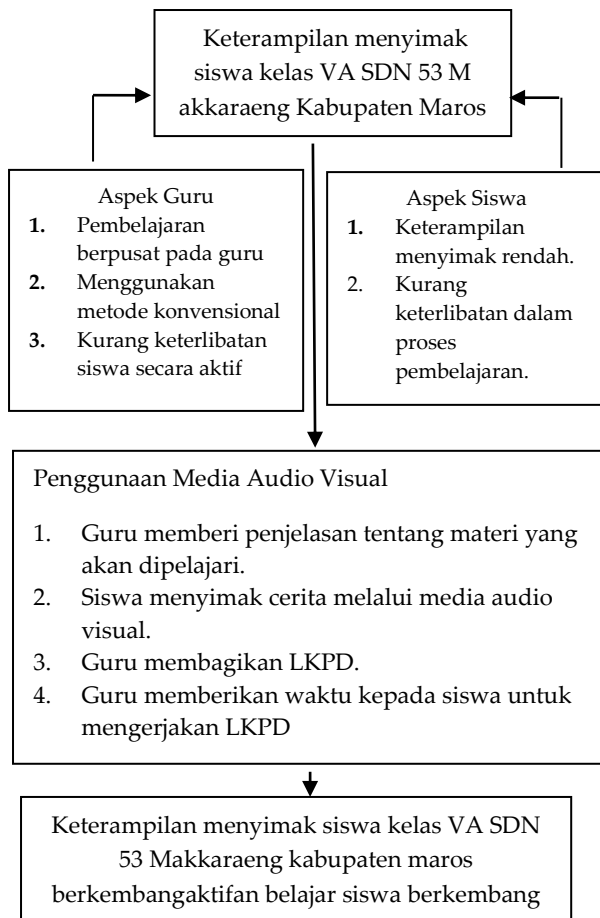 Keterampilan menyimak
siswa kelas VA SDN 53 M
akkaraeng Kabupaten Maros
Aspek Guru
1. Pembelajaran
berpusat pada guru
2. Menggunakan
metode konvensional
3. Kurang keterlibatan
siswa secara aktif
Aspek Siswa
1. Keterampilan
menyimak rendah.
2. Kurang
keterlibatan dalam
proses
pembelajaran.
Penggunaan Media Audio Visual
1. Guru memberi penjelasan tentang materi yang
akan dipelajari.
2. Siswa menyimak cerita melalui media audio
visual.
3. Guru membagikan LKPD.
4. Guru memberikan waktu kepada siswa untuk
mengerjakan LKPD
Keterampilan menyimak siswa kelas VA SDN
53 Makkaraeng kabupaten maros
berkembangaktifan belajar siswa berkembang